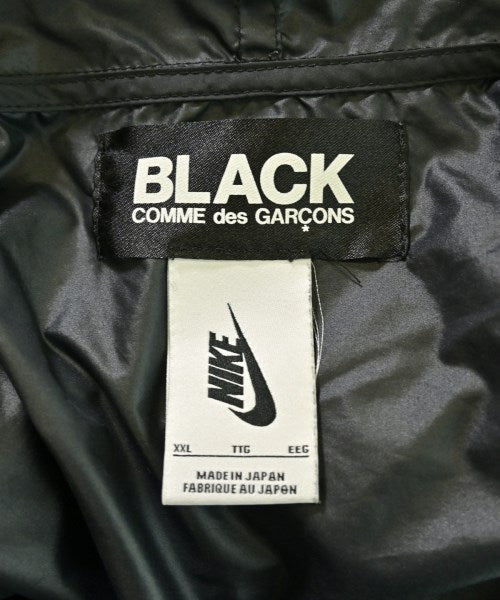 BLACK
COMME des GARÇONS
*
NIKE
XXL TTG EEG
MADE IN JAPAN
FABRIQUE AU JAPON